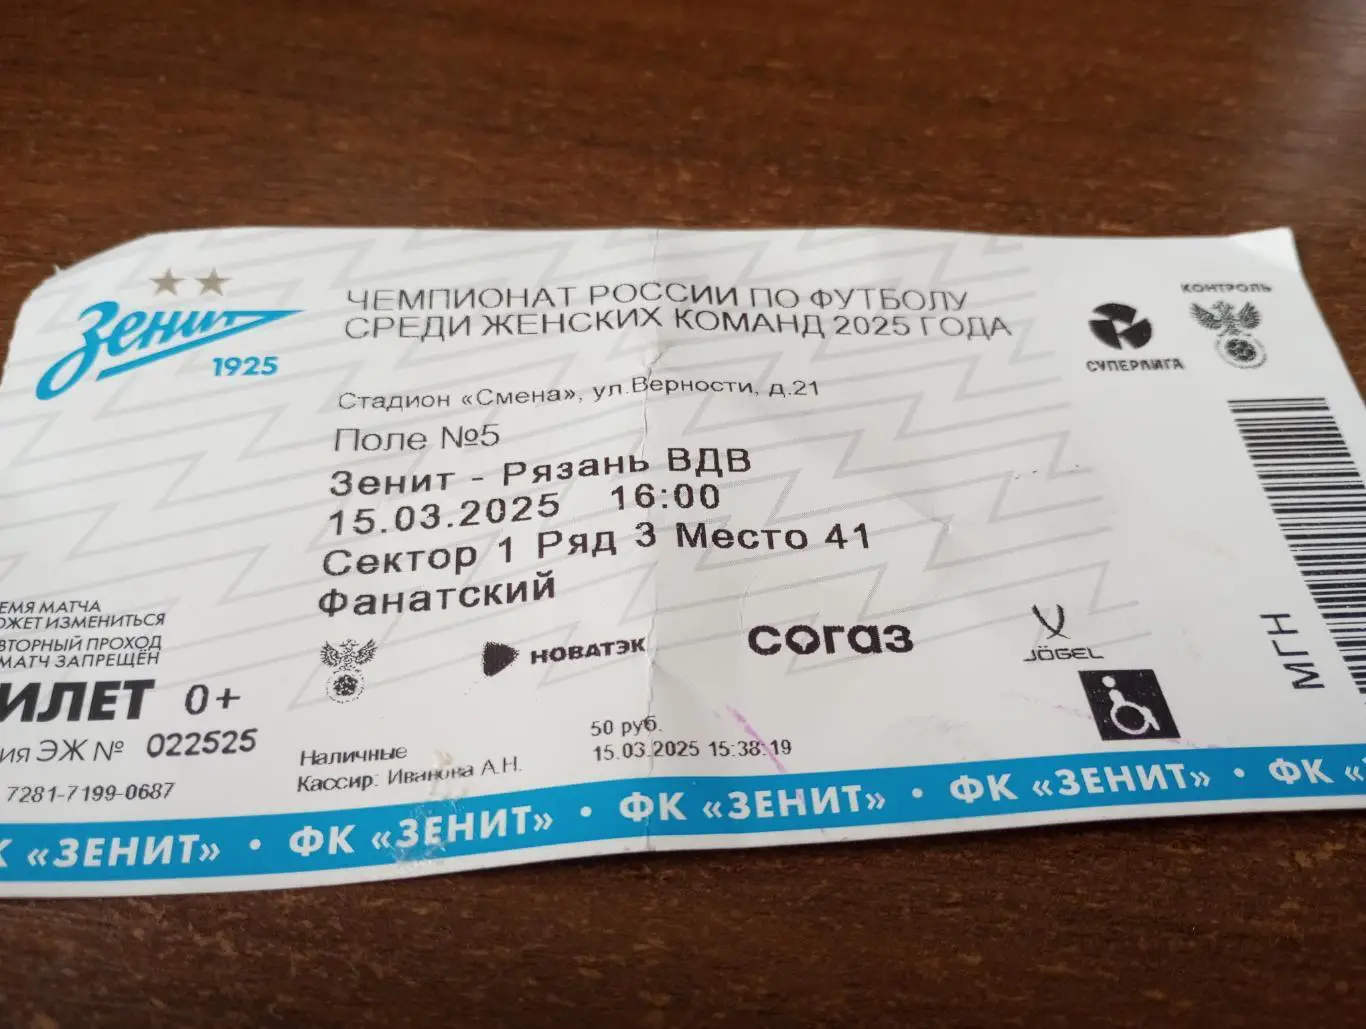 Зенит
1925
ЧЕМПИОНАТ РОССИИ ПО ФУТБОЛУ
СРЕДИ ЖЕНСКИХ КОМАНД 2025 ГОДА
СУПЕРЛИГА
КОНТРОЛЬ
Стадион «Смена», ул.Верности, д.21
Поле №5
Зенит - Рязань ВДВ
15.03.2025 16:00
Сектор 1 Ряд 3 Место 41
Фанатский
ЕМЯ МАТЧА
ОЖЕТ ИЗМЕНИТЬСЯ
ВТОРНЫЙ ПРОХОД
МАТЧ ЗАПРЕЩЁН
ИЛЕТ 0+
ия ЭЖ № 022525
7281-7199-0687
НОВАТЭК
СОГАЗ
JÖGEL
МГН
Наличные
Кассир: Иванова А.Н.
50 руб.
15.03.2025 15:38:19
К «ЗЕНИТ» • ФК «ЗЕНИТ» • ФК «ЗЕНИТ» • ФК «ЗЕНИТ» • ФК «